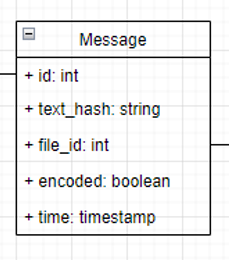 Message
+ id: int
+ text_hash: string
+ file_id: int
+ encoded: boolean
+ time: timestamp